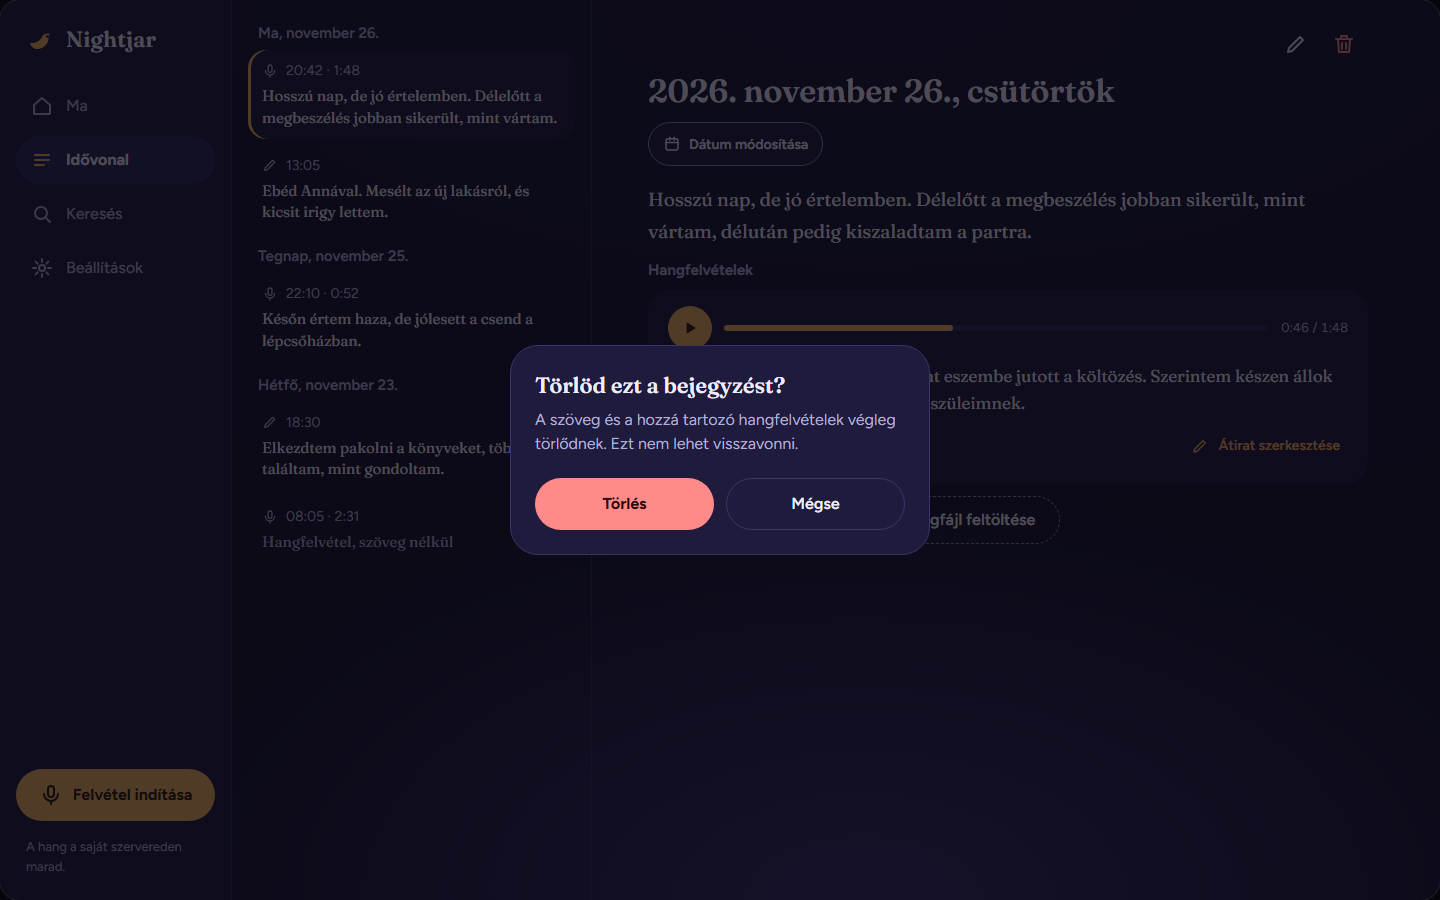 Nightjar
Ma
Idővonal
Keresés
Beállítások
Felvétel indítása
A hang a saját szervereden
marad.
Ma, november 26.
20:42 · 1:48
Hosszú nap, de jó értelemben. Délelőtt a
megbeszélés jobban sikerült, mint vártam.
13:05
Ebéd Annával. Mesélt az új lakásról, és
kicsit irigy lettem.
Tegnap, november 25.
22:10 · 0:52
Későn értem haza, de jólesett a csend a
lépcsőházban.
Hétfő, november 23.
18:30
Elkezdtem pakolni a könyveket,
találtam, mint gondoltam.
08:05 · 2:31
Hangfelvétel, szöveg nélkül
2026. november 26., csütörtök
Dátum módosítása
Hosszú nap, de jó értelemben. Délelőtt a megbeszélés jobban sikerült, mint
vártam, délután pedig kiszaladtam a partra.
Hangfelvételek
0:46 / 1:48
eszembe jutott a költözés. Szerintem készen állok
szüleimnek.
Átirat szerkesztése
feltöltése
Törlöd ezt a bejegyzést?
A szöveg és a hozzá tartozó hangfelvételek végleg
törlődnek. Ezt nem lehet visszavonni.
Törlés
Mégse